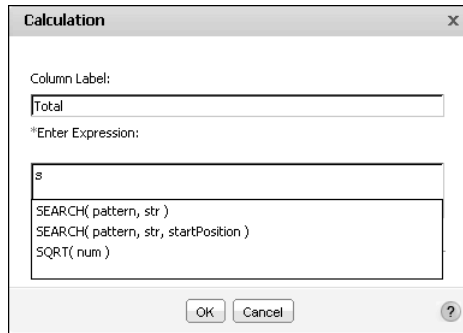 Calculation
x
Column Label:
Total
*Enter Expression:
s
SEARCH( pattern, str )
SEARCH( pattern, str, startPosition )
SQRT( num )
OK Cancel ?